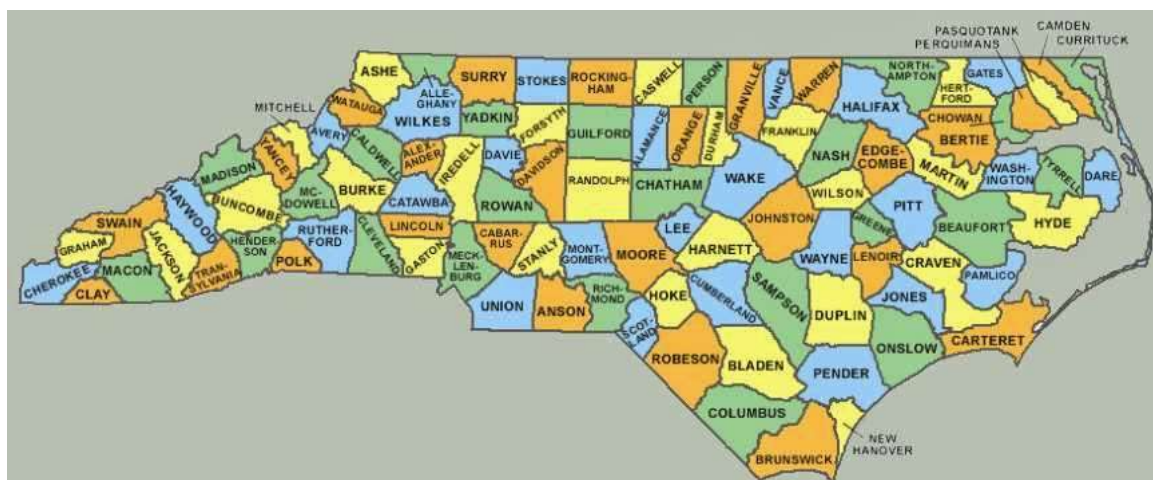 PASQUOTANK
CAMDEN
PERQUIMANS
CURRITUCK
ASHE
ALLE-
GHANY
SURRY
STOKES
ROCKING-
HAM
CASWELL
PERSON
GRANVILLE
VANCE
WARREN
NORTH-
AMPTON
GATES
HERT-
FORD
HALIFAX
MITCHELL
WATAUGA
WILKES
YADKIN
FORSYTH
GUILFORD
ALAMANCE
ORANGE
DURHAM
FRANKLIN
CHOWAN
BERTIE
AVERY
YANCEY
CALDWELL
ALEX-
ANDER
IREDELL
DAVIE
DAVIDSON
RANDOLPH
CHATHAM
WAKE
NASH
EDGE-
COMBE
MARTIN
WASH-
INGTON
TYRRELL
DARE
MADISON
MC-
DOWELL
BURKE
CATAWBA
ROWAN
WILSON
PITT
HAYWOOD
BUNCOMBE
LINCOLN
JOHNSTON
GREENE
BEAUFORT
HYDE
SWAIN
RUTHER-
FORD
CLEVELAND
GASTON
CABAR-
RUS
STANLY
MONT-
GOMERY
MOORE
LEE
HARNETT
WAYNE
LENOIR
CRAVEN
GRAHAM
JACKSON
HENDER-
SON
POLK
MECK-
LEN-
BURG
PAMLICO
CHEROKEE
MACON
TRAN-
SYLVANIA
CLAY
UNION
ANSON
RICH-
MOND
HOKE
CUMBERLAND
SAMPSON
DUPLIN
JONES
SCOT-
LAND
ROBESON
BLADEN
PENDER
ONSLOW
CARTERET
COLUMBUS
NEW
HANOVER
BRUNSWICK